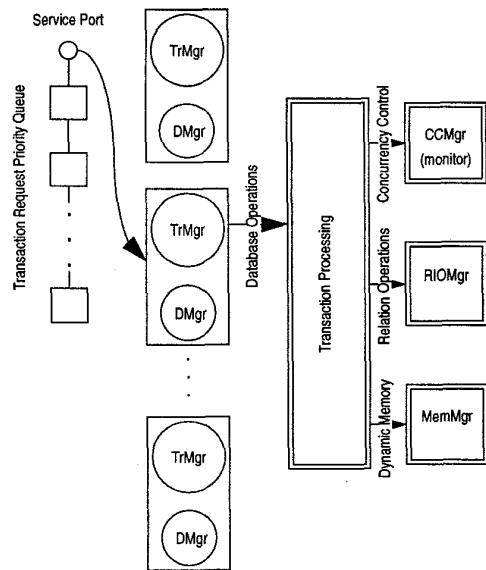 Service Port
Transaction Request Priority Queue
TrMgr
DMgr
TrMgr
DMgr
TrMgr
DMgr
Database Operations
Transaction Processing
Concurrency Control
Relation Operations
Dynamic Memory
CCMgr
(monitor)
RIOMgr
MemMgr